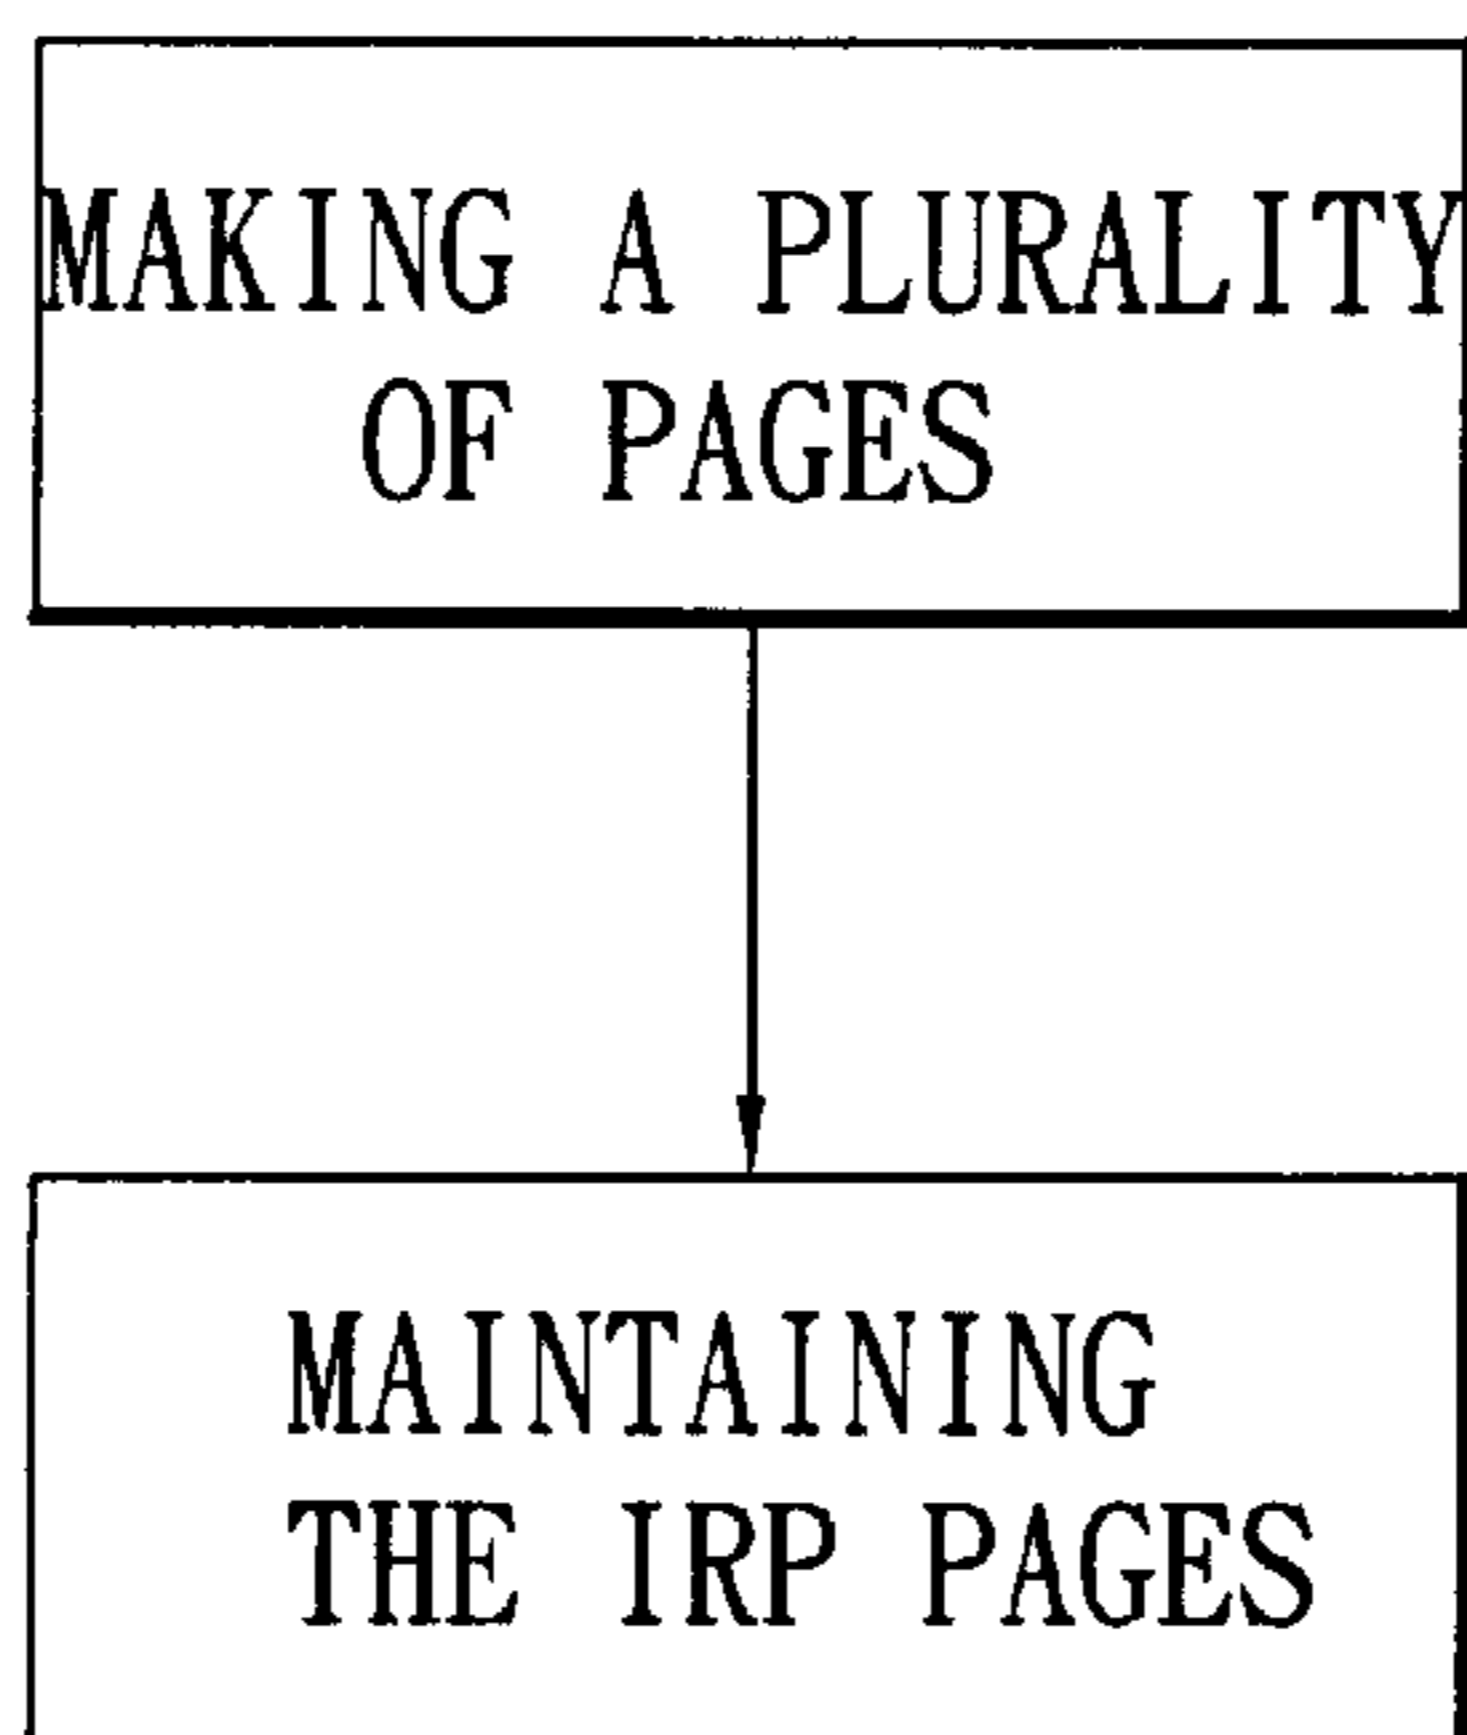 MAKING A PLURALITY
OF PAGES
MAINTAINING
THE IRP PAGES